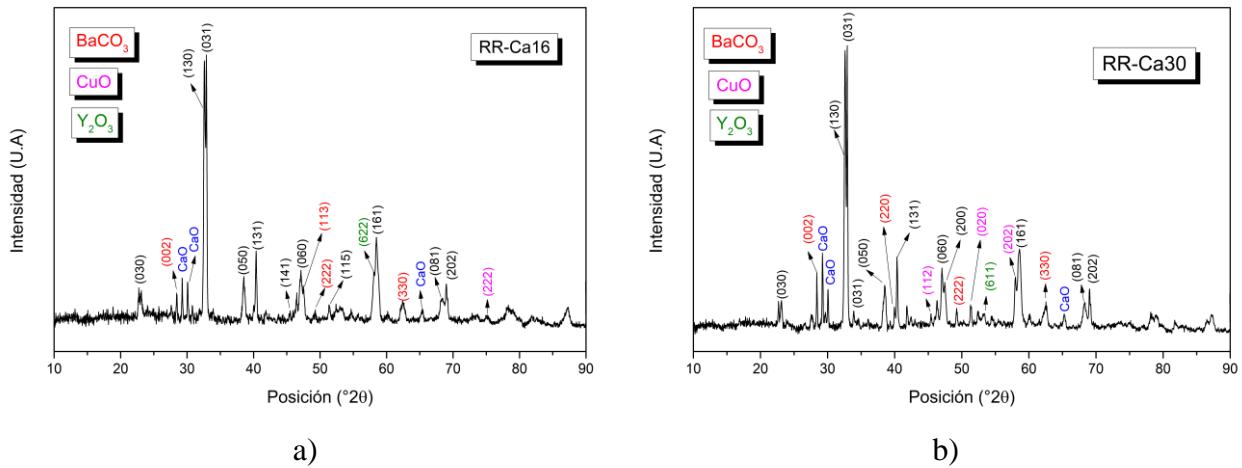 BaCO3
CuO
Y2O3
RR-Ca16
(030)
(002)
CaO
CaO
(130)
(031)
(050)
(131)
(141)
(060)
(113)
(222)
(115)
(622)
(161)
(330)
CaO
(081)
(202)
(222)
Intensidad (U.A)
10 20 30 40 50 60 70 80 90
Posición (°2θ)
a)
BaCO3
CuO
Y2O3
RR-Ca30
(030)
(002)
CaO
CaO
(130)
(031)
(031)
(050)
(220)
(131)
(112)
(060)
(200)
(222)
(020)
(611)
(202)
(161)
(330)
CaO
(081)
(202)
Intensidad (U.A)
10 20 30 40 50 60 70 80 90
Posición (°2θ)
b)